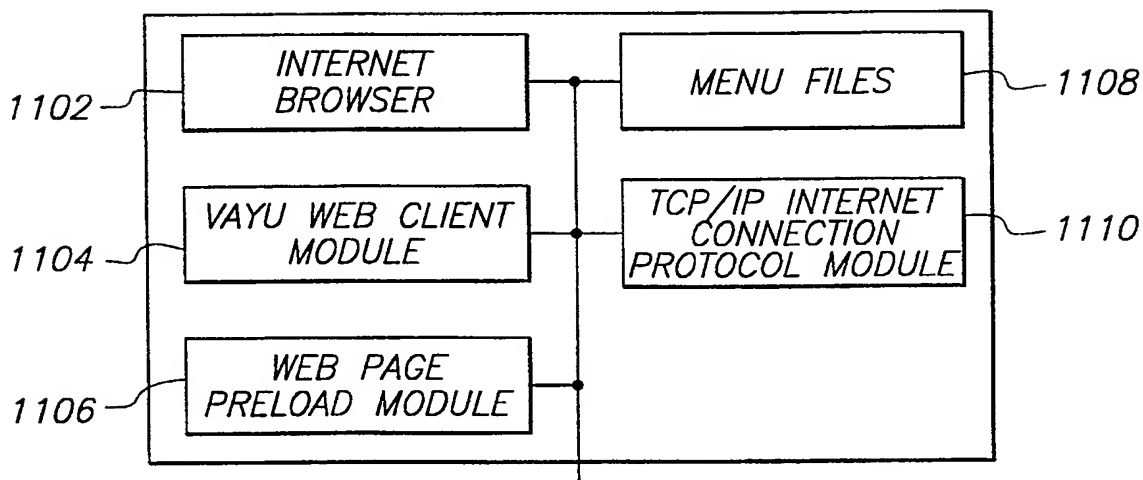 INTERNET
BROWSER
MENU FILES
1102
1108
VAYU WEB CLIENT
MODULE
TCP/IP INTERNET
CONNECTION
PROTOCOL MODULE
1104
1110
WEB PAGE
PRELOAD MODULE
1106